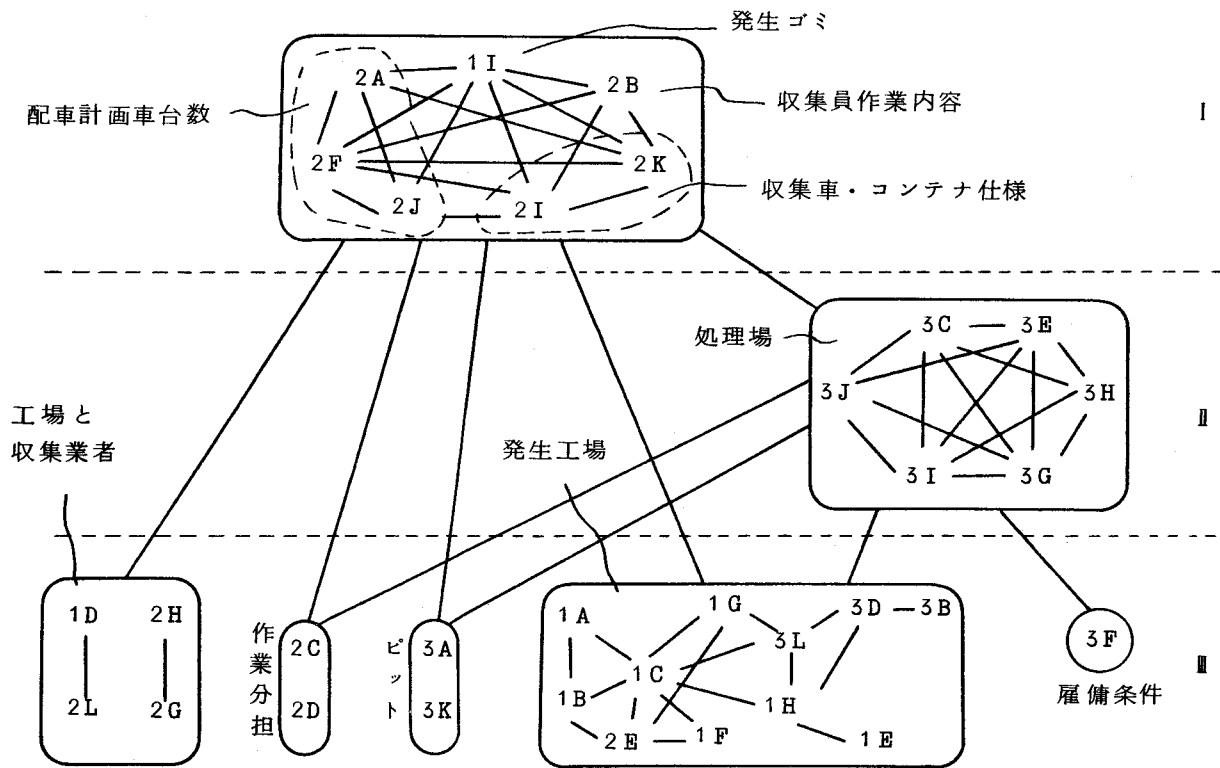 発生ゴミ
1I
2A
2B
収集員作業内容
配車計画車台数
I
2F
2K
収集車・コンテナ仕様
2J
2I
処理場
3C
3E
3J
3H
II
3I
3G
工場と
収集業者
発生工場
1D
2H
2L
2G
作業分担
2C
2D
ピット
3A
3K
1A
1G
3D
3B
3L
1C
1B
1H
2E
1F
1E
3F
雇傭条件
III